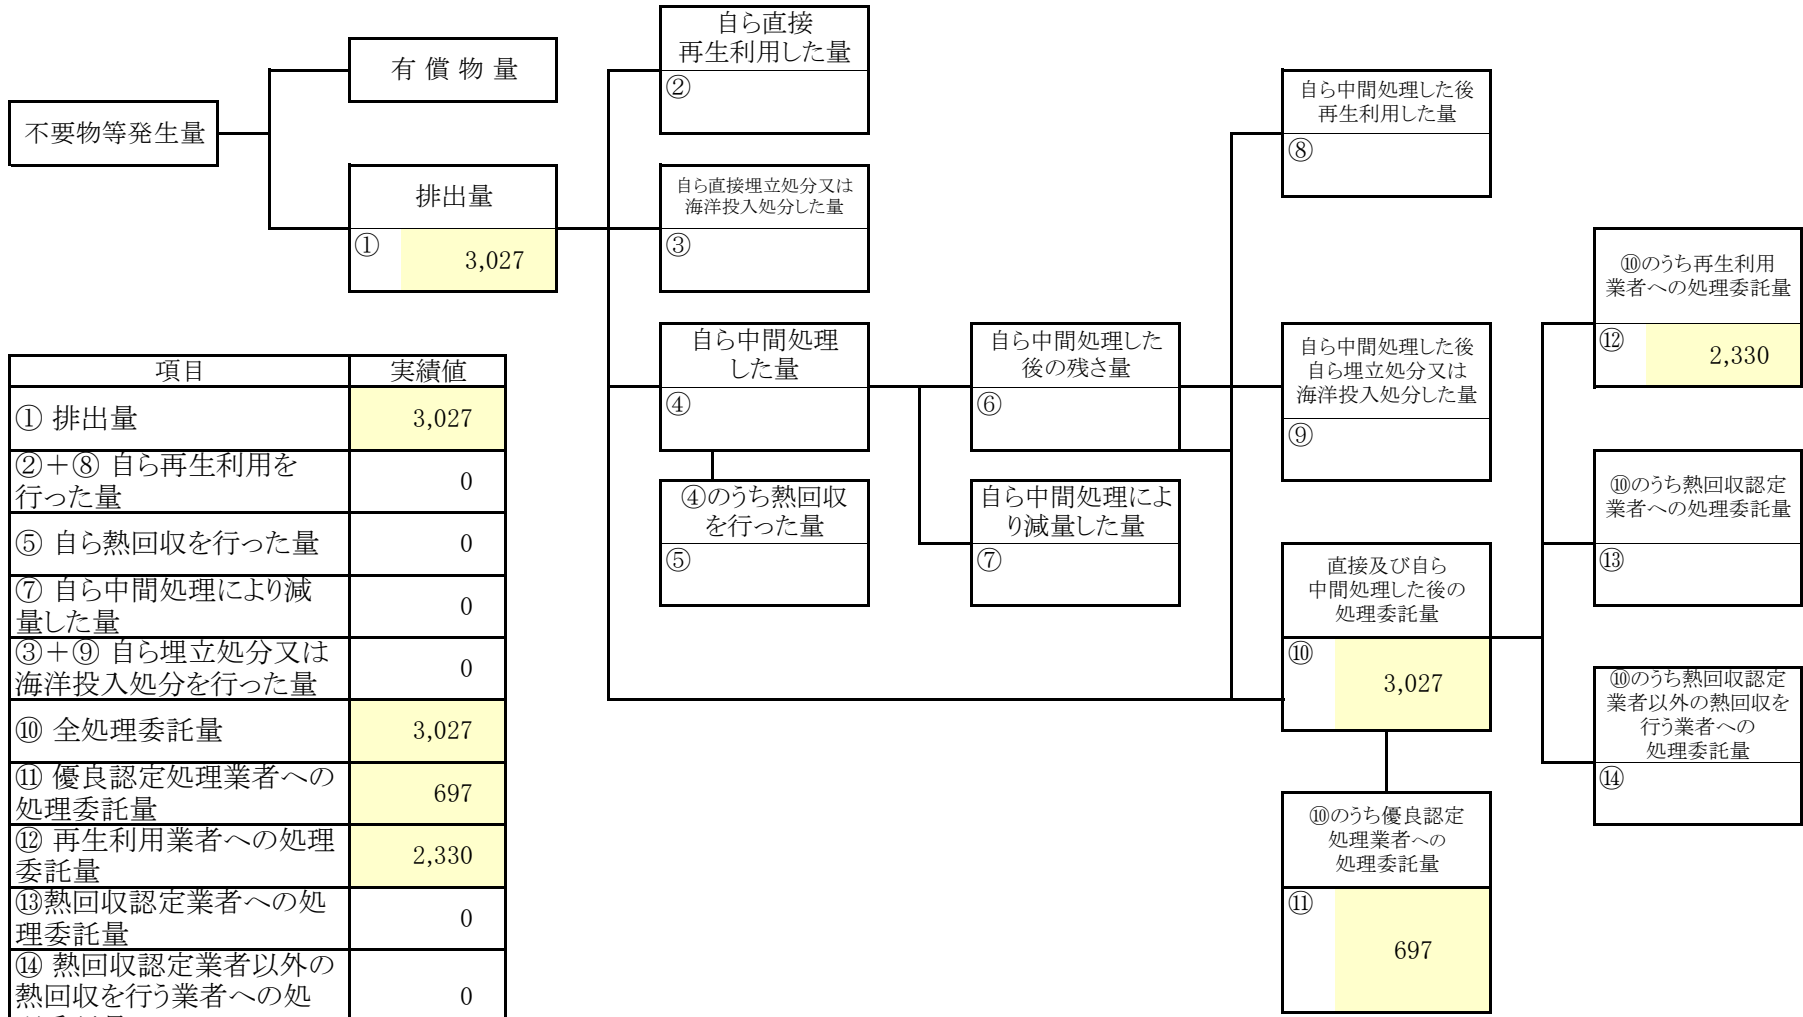 不要物等発生量
有 償 物 量
排出量
①
3,027
自ら直接
再生利用した量
②
自ら直接埋立処分又は
海洋投入処分した量
③
自ら中間処理
した量
④
④のうち熱回収
を行った量
⑤
自ら中間処理した
後の残さ量
⑥
自ら中間処理によ
り減量した量
⑦
自ら中間処理した後
再生利用した量
⑧
自ら中間処理した後
自ら埋立処分又は
海洋投入処分した量
⑨
直接及び自ら
中間処理した後の
処理委託量
⑩
3,027
⑩のうち優良認定
処理業者への
処理委託量
⑪
697
⑩のうち再生利用
業者への処理委託量
⑫
2,330
⑩のうち熱回収認定
業者への処理委託量
⑬
⑩のうち熱回収認定
業者以外の熱回収を
行う業者への
処理委託量
⑭
項目 実績値
① 排出量 3,027
②＋⑧ 自ら再生利用を
行った量 0
⑤ 自ら熱回収を行った量 0
⑦ 自ら中間処理により減
量した量 0
③＋⑨ 自ら埋立処分又は
海洋投入処分を行った量 0
⑩ 全処理委託量 3,027
⑪ 優良認定処理業者への
処理委託量 697
⑫ 再生利用業者への処理
委託量 2,330
⑬熱回収認定業者への処
理委託量 0
⑭ 熱回収認定業者以外の
熱回収を行う業者への処 0